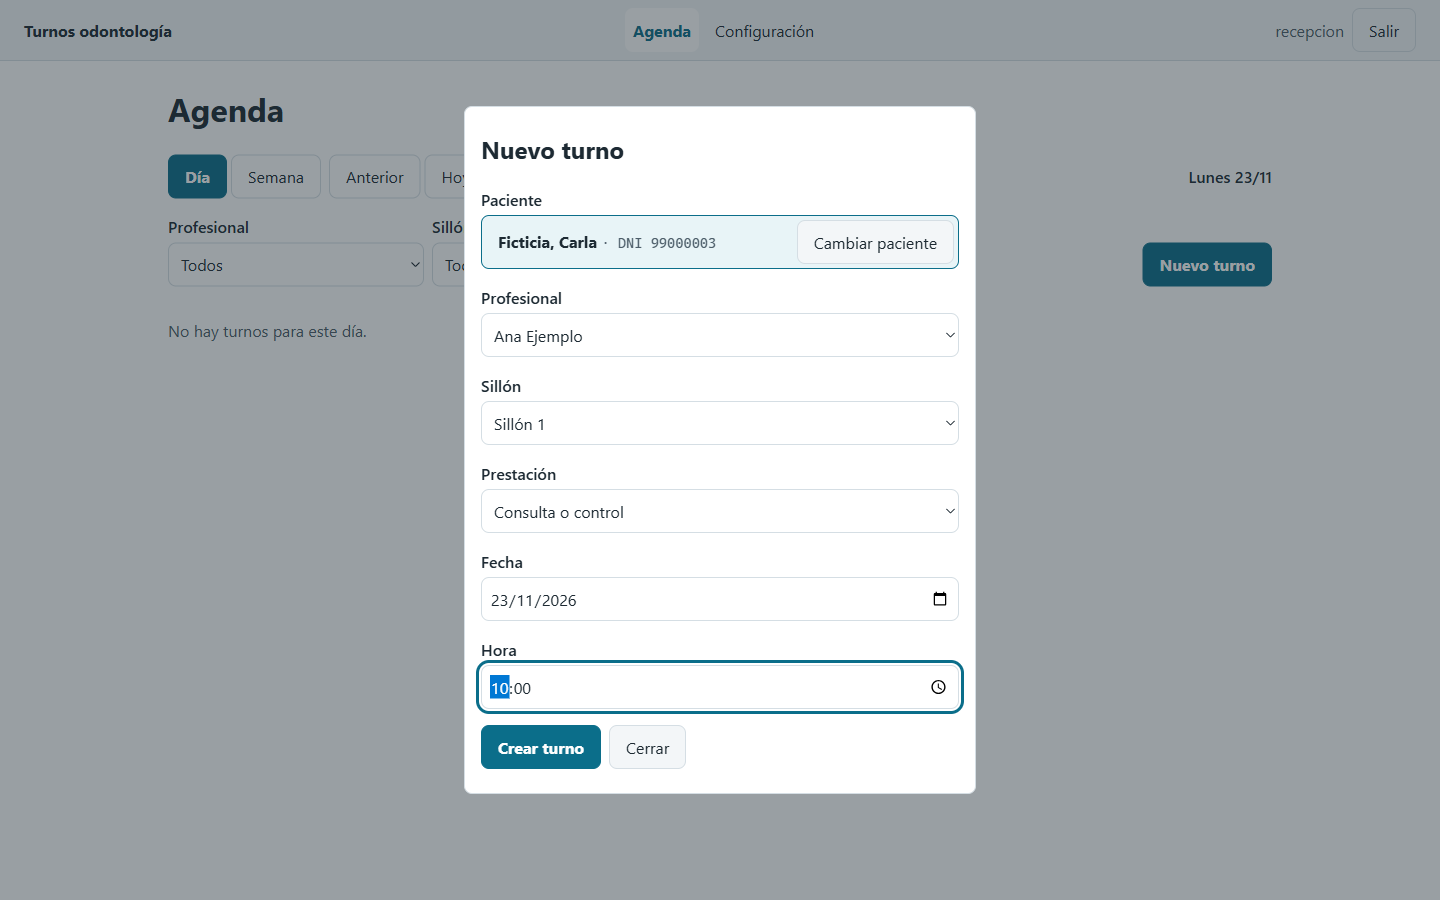 Turnos odontología
Agenda
Configuración
recepcion
Salir
Agenda
Día
Semana
Anterior
Lunes 23/11
Profesional
Todos
Nuevo turno
No hay turnos para este día.
Nuevo turno
Paciente
Ficticia, Carla · DNI 99000003
Cambiar paciente
Profesional
Ana Ejemplo
Sillón
Sillón 1
Prestación
Consulta o control
Fecha
23/11/2026
Hora
10:00
Crear turno
Cerrar